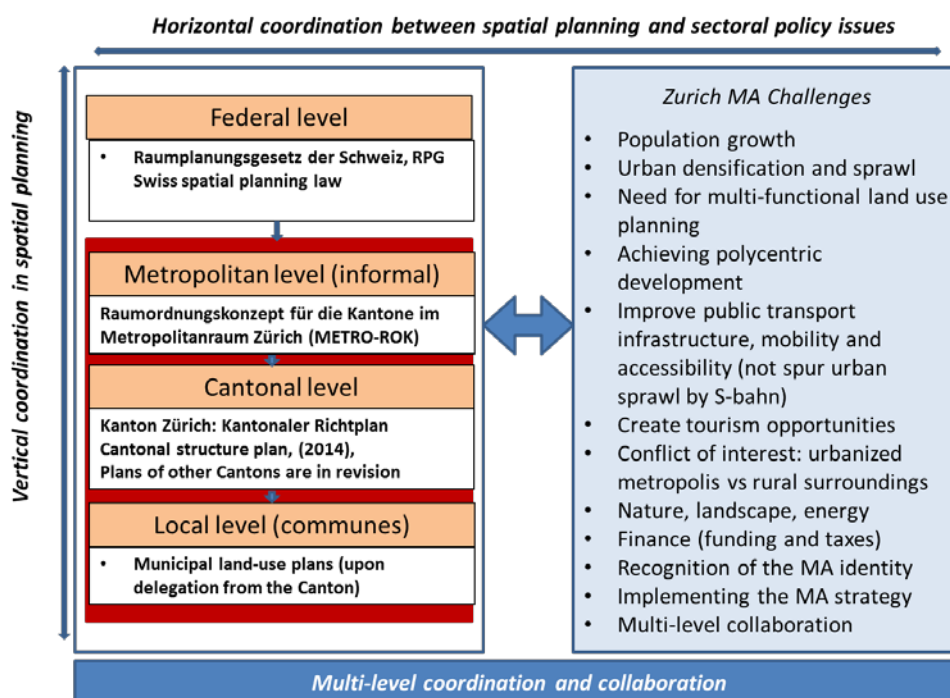 Horizontal coordination between spatial planning and sectoral policy issues
Vertical coordination in spatial planning
Federal level
• Raumplanungsgesetz der Schweiz, RPG
Swiss spatial planning law
Metropolitan level (informal)
Raumordnungskonzept für die Kantone im
Metropolitanraum Zürich (METRO-ROK)
Cantonal level
Kanton Zürich: Kantonaler Richtplan
Cantonal structure plan, (2014),
Plans of other Cantons are in revision
Local level (communes)
• Municipal land-use plans (upon
delegation from the Canton)
Zurich MA Challenges
• Population growth
• Urban densification and sprawl
• Need for multi-functional land use
planning
• Achieving polycentric
development
• Improve public transport
infrastructure, mobility and
accessibility (not spur urban
sprawl by S-bahn)
• Create tourism opportunities
• Conflict of interest: urbanized
metropolis vs rural surroundings
• Nature, landscape, energy
• Finance (funding and taxes)
• Recognition of the MA identity
• Implementing the MA strategy
• Multi-level collaboration
Multi-level coordination and collaboration